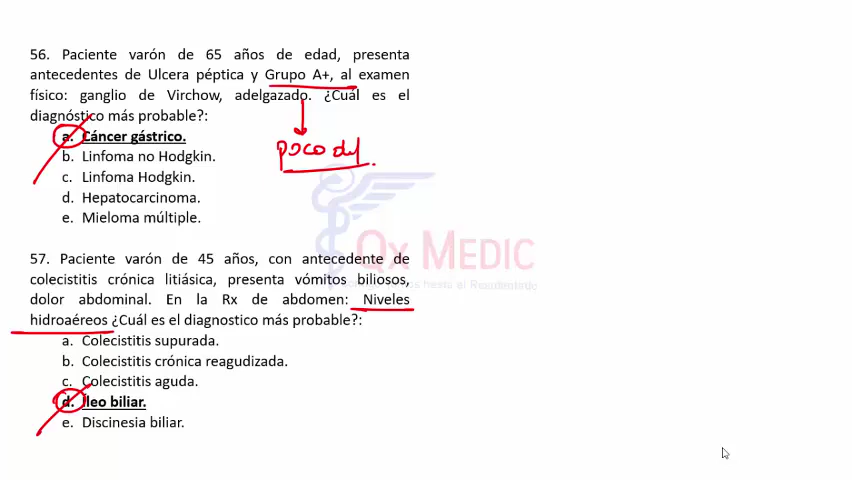 56. Paciente varón de 65 años de edad, presenta
antecedentes de Ulcera péptica y Grupo A+, al examen
físico: ganglio de Virchow, adelgazado. ¿Cuál es el
diagnóstico más probable?:
a. Cáncer gástrico.
b. Linfoma no Hodgkin.
c. Linfoma Hodgkin.
d. Hepatocarcinoma.
e. Mieloma múltiple.
poco
57. Paciente varón de 45 años, con antecedente de
colecistitis crónica litiásica, presenta vómitos biliosos,
dolor abdominal. En la Rx de abdomen: Niveles
hidroaéreos ¿Cuál es el diagnostico más probable?:
a. Colecistitis supurada.
b. Colecistitis crónica reagudizada.
c. Colecistitis aguda.
d. Íleo biliar.
e. Discinesia biliar.
Qx MEDIC
hasta el